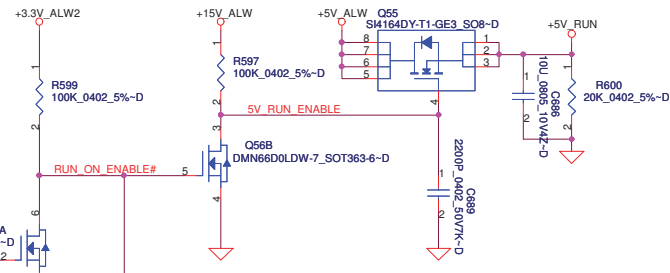 +3.3V_ALW2
+15V_ALW
+5V_ALW
Q55
SI4164DY-T1-GE3_SO8~D
+5V_RUN
1
R599
100K_0402_5%~D
2
1
R597
100K_0402_5%~D
2
8
7
6
5
1
2
3
4
1
10U_0805_10V4Z~D
C686
2
1
R600
20K_0402_5%~D
2
5V_RUN_ENABLE
3
Q56B
DMN66D0LDW-7_SOT363-6~D
5
4
RUN_ON_ENABLE#
1
2200P_0402_50V7K~D
C689
2
6
A
~D
2